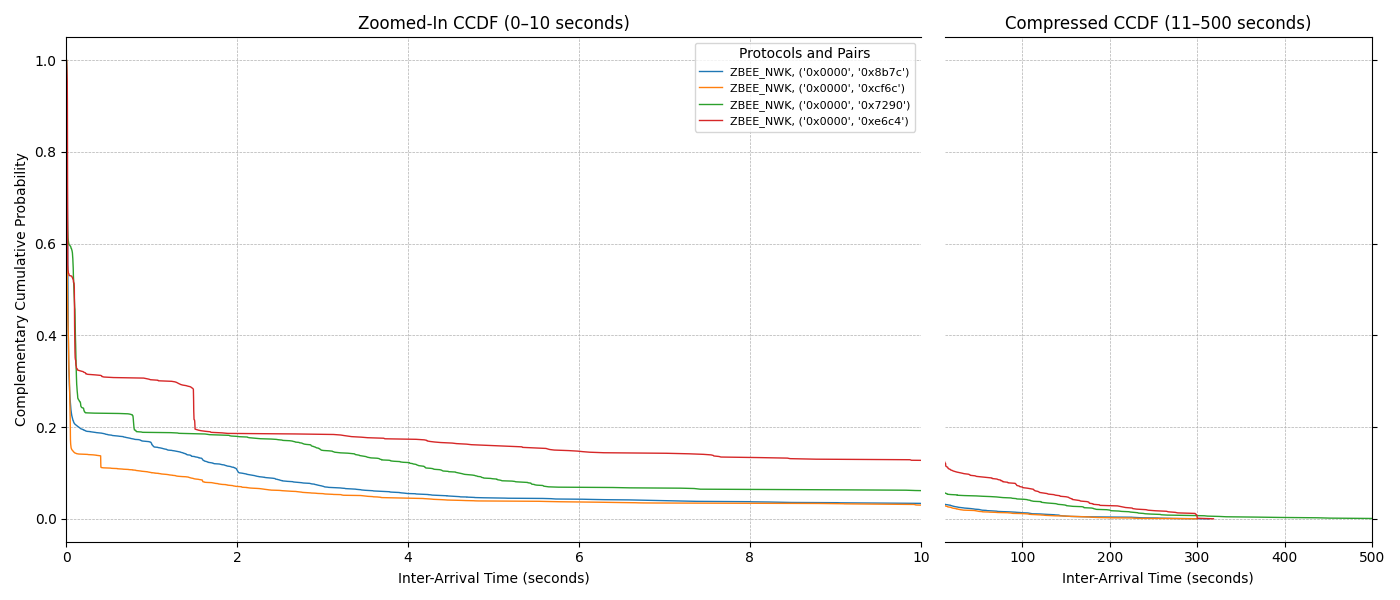 Zoomed-In CCDF (0–10 seconds)
Compressed CCDF (11–500 seconds)
Complementary Cumulative Probability
1.0
0.8
0.6
0.4
0.2
0.0
Protocols and Pairs
ZBEE_NWK, ('0x0000', '0x8b7c')
ZBEE_NWK, ('0x0000', '0xcf6c')
ZBEE_NWK, ('0x0000', '0x7290')
ZBEE_NWK, ('0x0000', '0xe6c4')
0 2 4 6 8 10
100 200 300 400 500
Inter-Arrival Time (seconds)
Inter-Arrival Time (seconds)